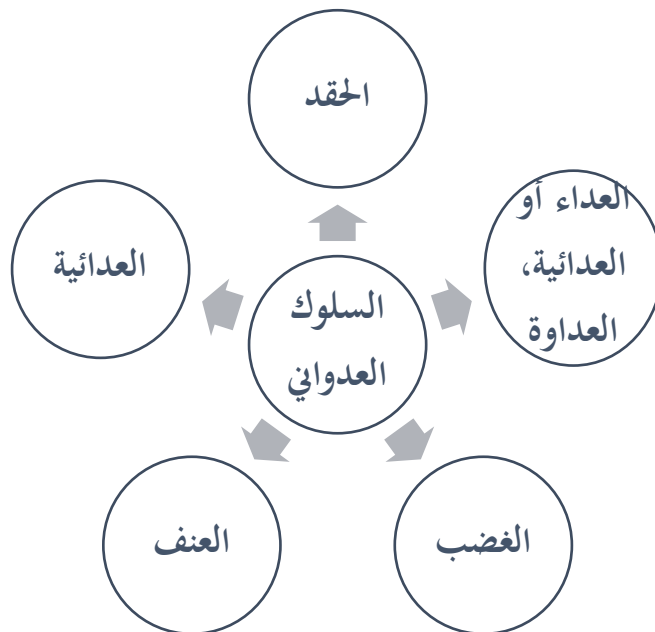 الحقد
العداء أو
العدائية،
العداوة
العدائية
السلوك
العدواني
الغضب
العنف